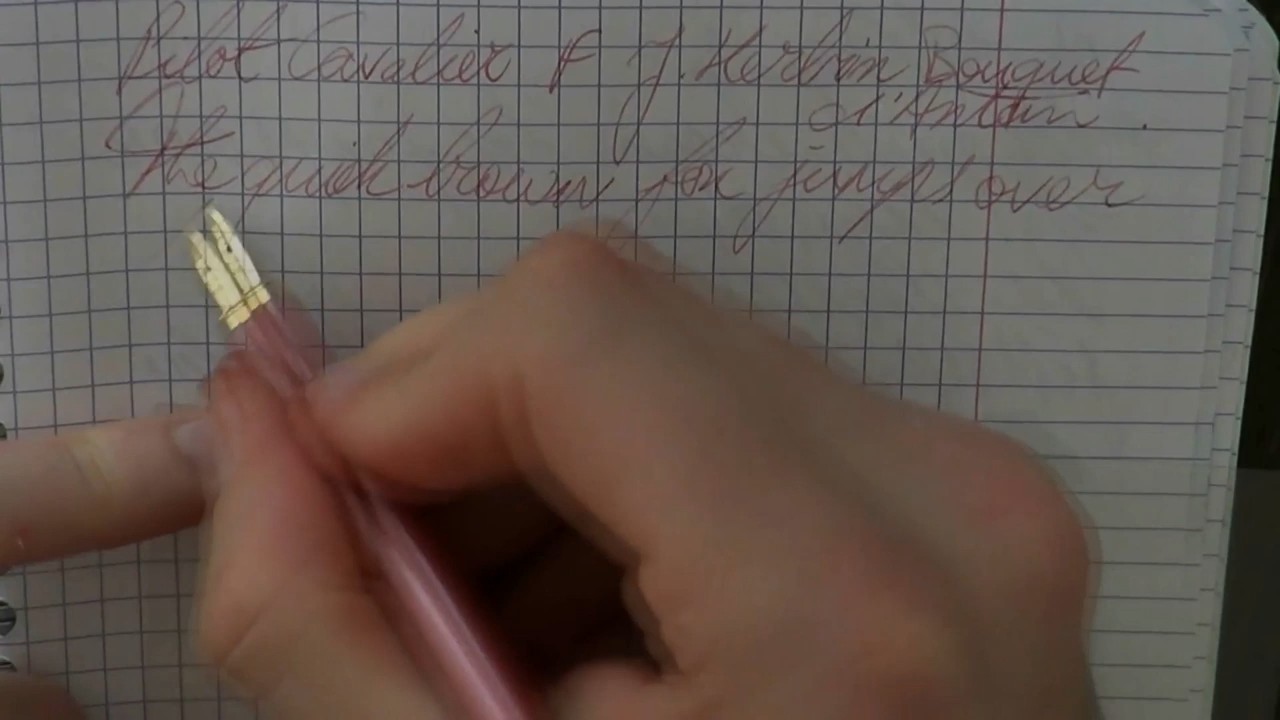 Pilot Cavalier F J. Herbin Bouquet
d'Antan.
The quick brown fox jumps over